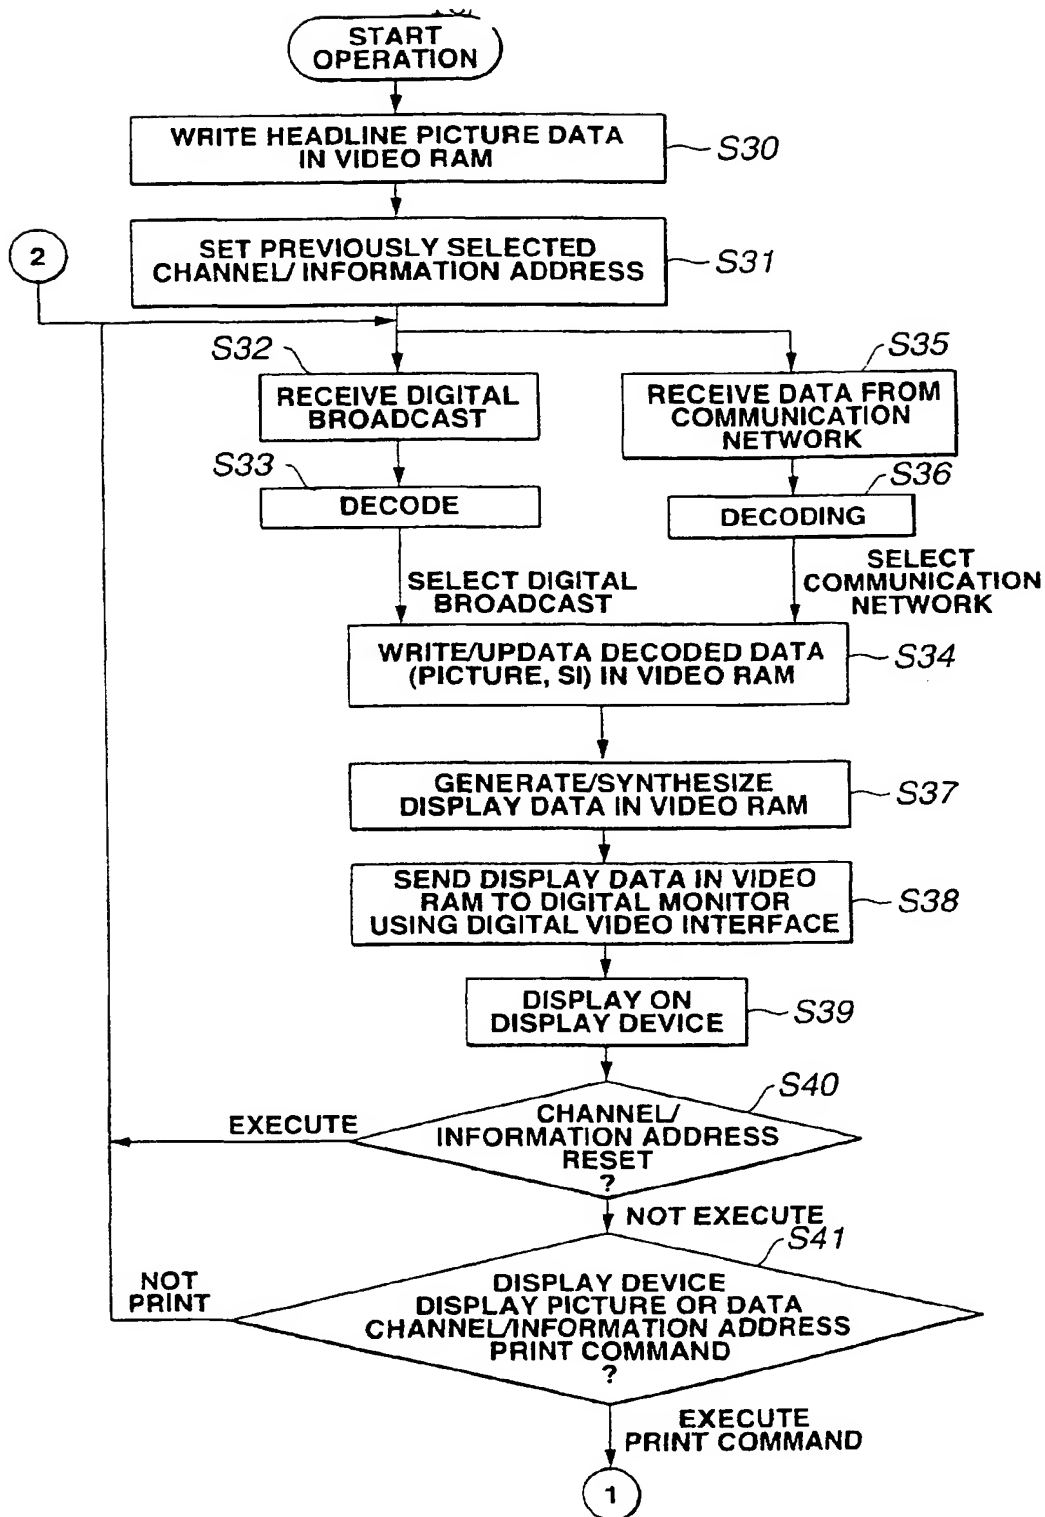 START
OPERATION
WRITE HEADLINE PICTURE DATA
IN VIDEO RAM
S30
SET PREVIOUSLY SELECTED
CHANNEL/ INFORMATION ADDRESS
S31
2
S32
S35
RECEIVE DIGITAL
BROADCAST
RECEIVE DATA FROM
COMMUNICATION
NETWORK
S33
S36
DECODE
DECODING
SELECT DIGITAL
BROADCAST
SELECT
COMMUNICATION
NETWORK
WRITE/UPDATA DECODED DATA
(PICTURE, SI) IN VIDEO RAM
S34
GENERATE/SYNTHESIZE
DISPLAY DATA IN VIDEO RAM
S37
SEND DISPLAY DATA IN VIDEO
RAM TO DIGITAL MONITOR
USING DIGITAL VIDEO INTERFACE
S38
DISPLAY ON
DISPLAY DEVICE
S39
S40
EXECUTE
CHANNEL/
INFORMATION ADDRESS
RESET
?
NOT EXECUTE
S41
NOT
PRINT
DISPLAY DEVICE
DISPLAY PICTURE OR DATA
CHANNEL/INFORMATION ADDRESS
PRINT COMMAND
?
EXECUTE
PRINT COMMAND
1